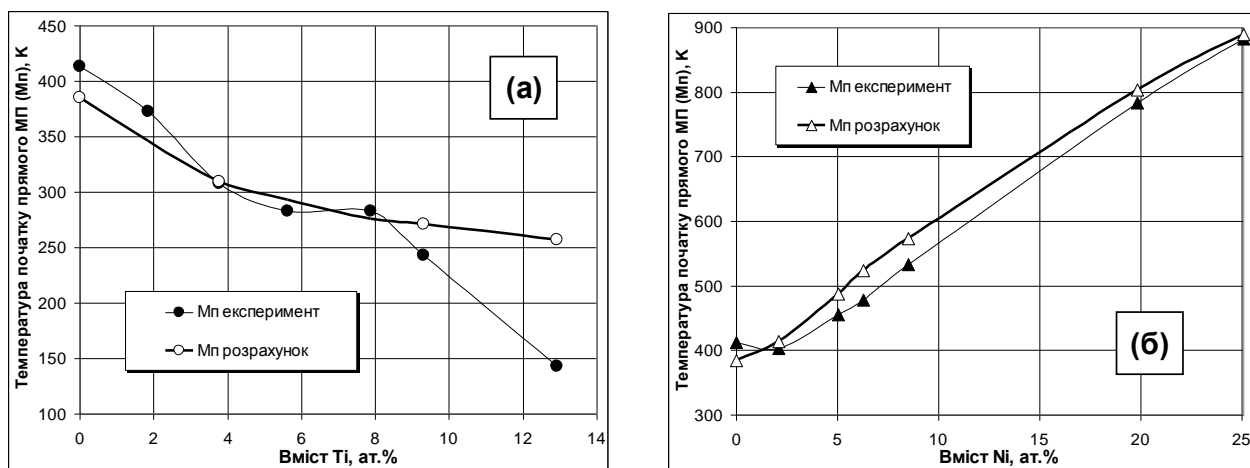 Температура початку прямого МП (Мп), К
450
400
350
300
250
200
150
100
(а)
Мп експеримент
Мп розрахунок
0 2 4 6 8 10 12 14
Вміст Ti, ат.%
Температура початку прямого МП (Мп), К
900
800
700
600
500
400
300
Мп експеримент
Мп розрахунок
(б)
0 5 10 15 20 25
Вміст Ni, ат.%